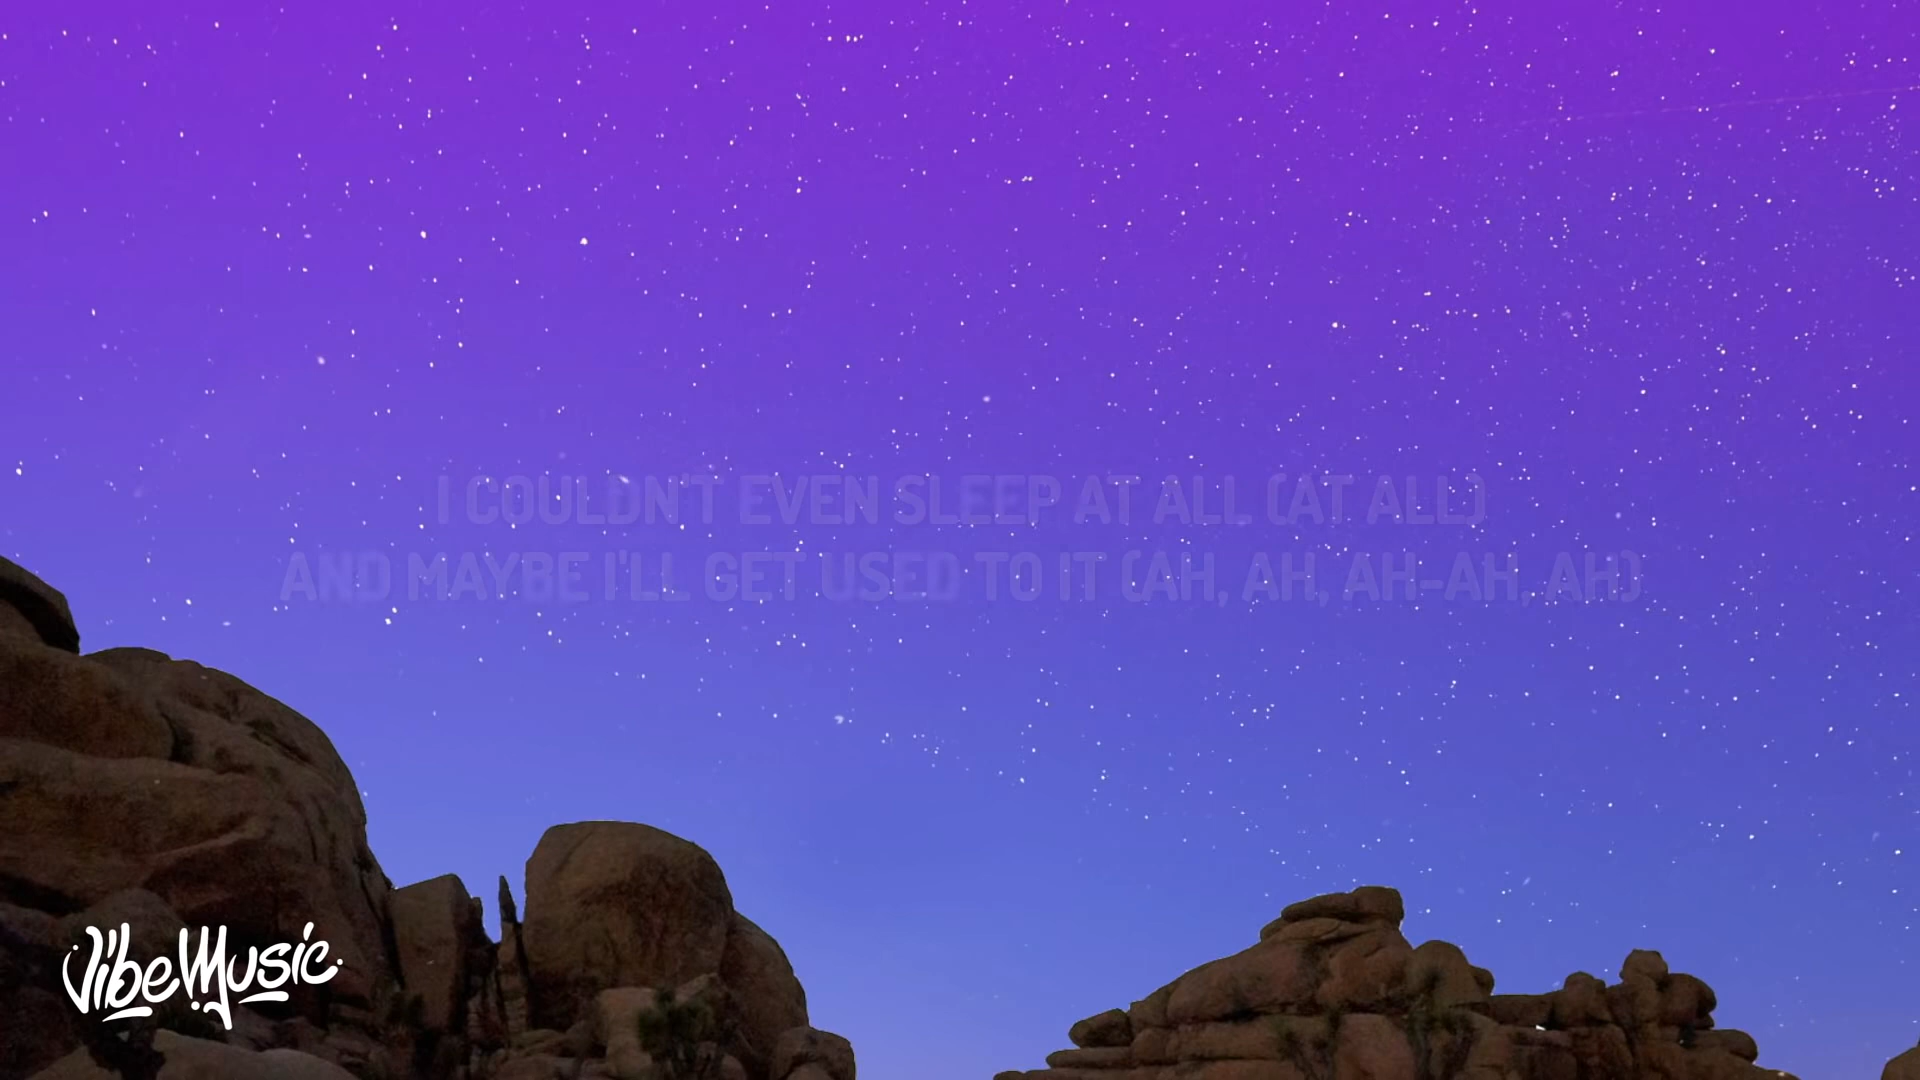 I COULDN'T EVEN SLEEP AT ALL (AT ALL)
AND MAYBE I'LL GET USED TO IT (AH, AH, AH-AH, AH)
VibeMusic